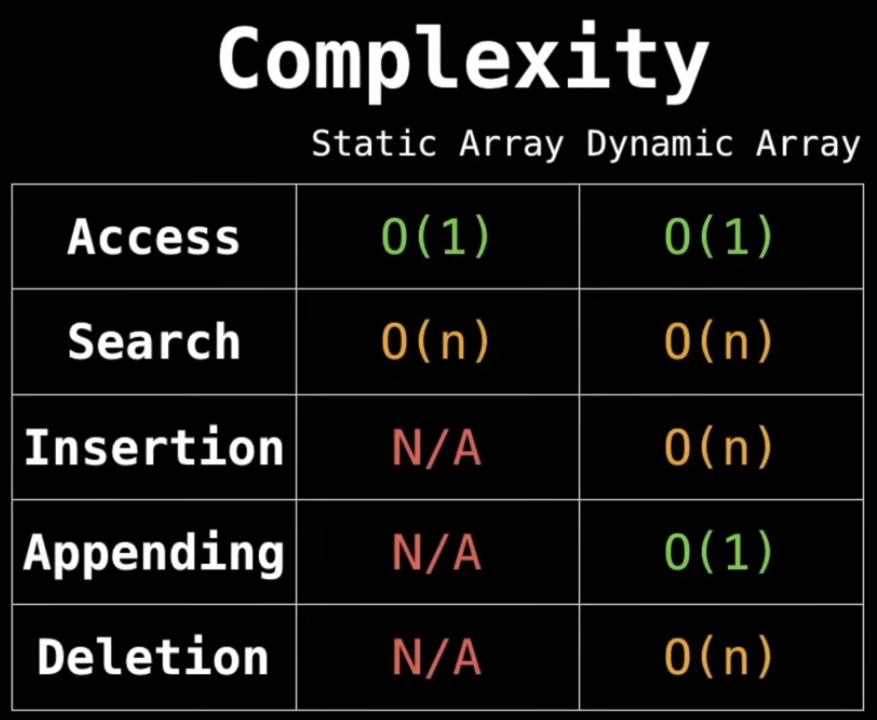 Complexity
Static Array Dynamic Array
Access O(1) O(1)
Search O(n) O(n)
Insertion N/A O(n)
Appending N/A O(1)
Deletion N/A O(n)